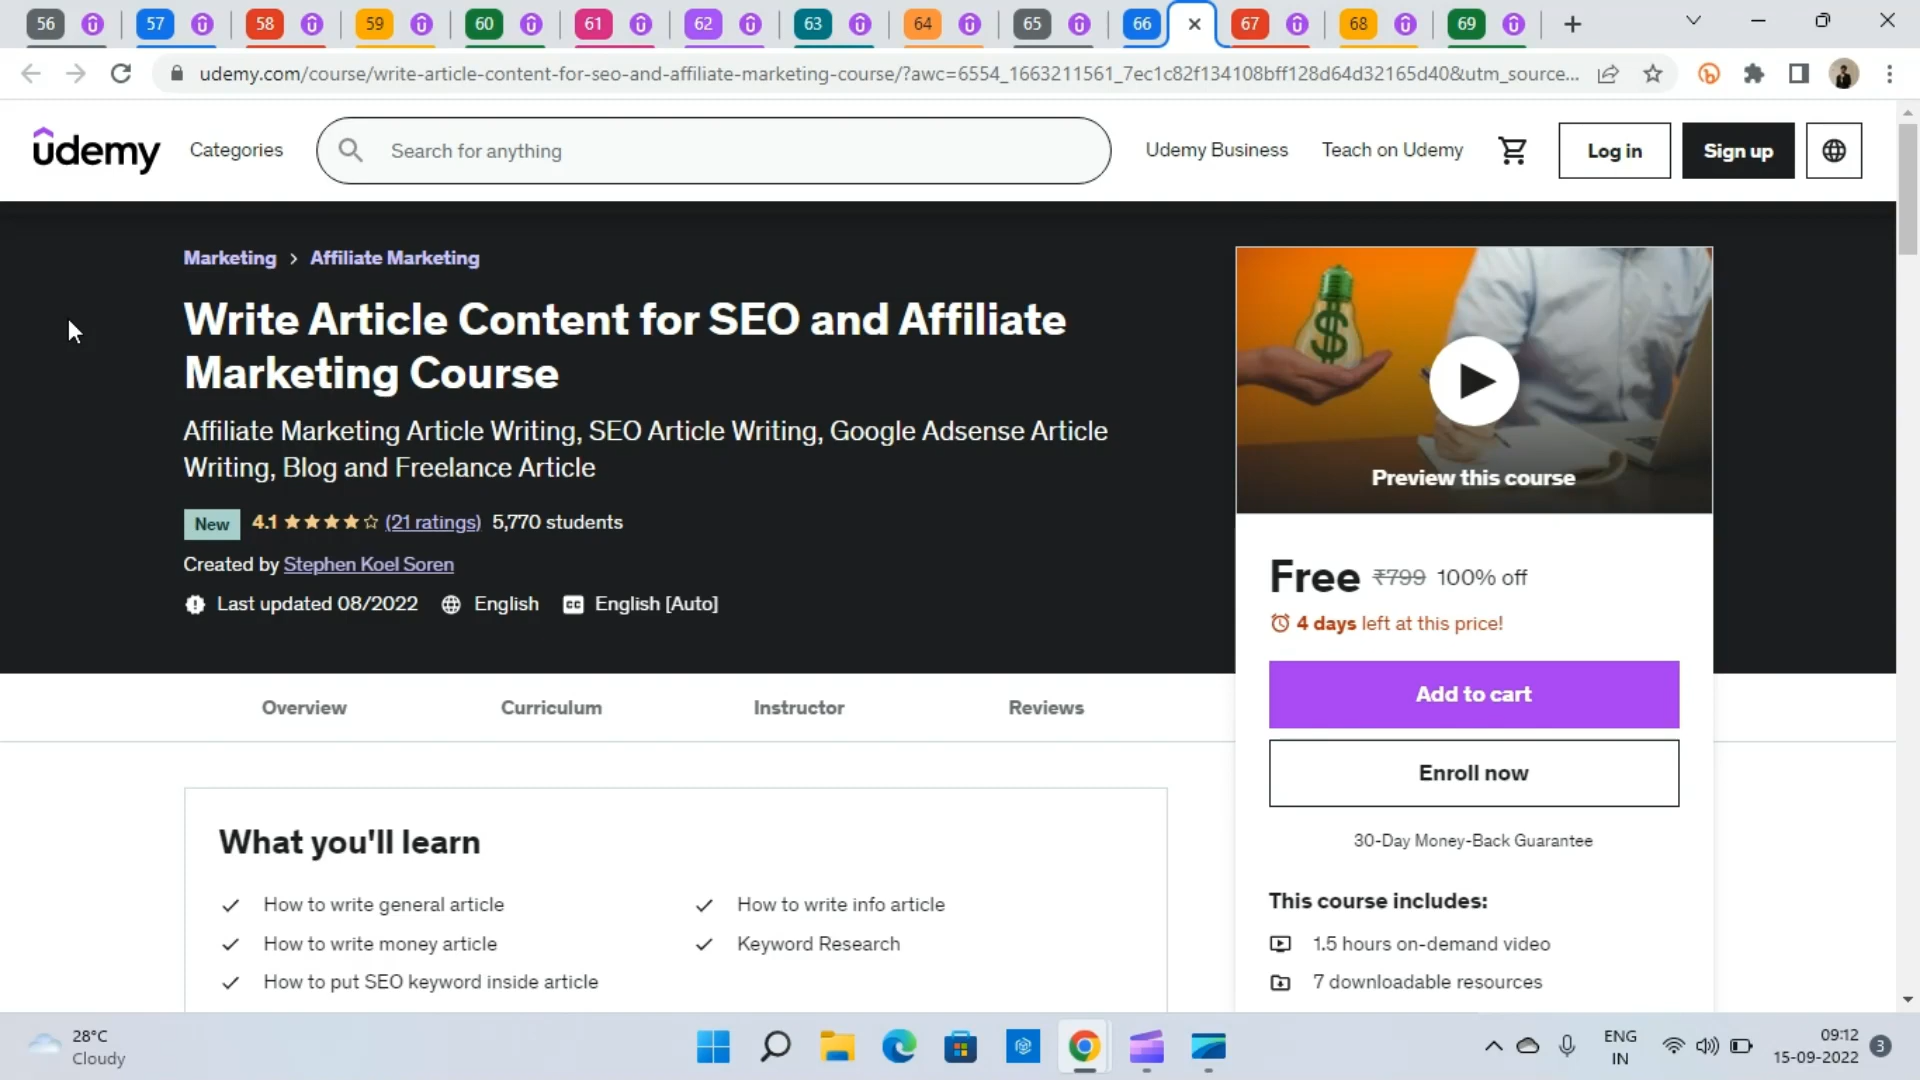 56 57 58 59 60 61 62 63 64 65 66 67 68 69
udemy.com/course/write-article-content-for-seo-and-affiliate-marketing-course/?awc=6554_1663211561_7ec1c82f134108bff128d64d32165d40&utm_source...
udemy Categories Search for anything Udemy Business Teach on Udemy Log in Sign up
Marketing > Affiliate Marketing
Write Article Content for SEO and Affiliate
Marketing Course
Affiliate Marketing Article Writing, SEO Article Writing, Google Adsense Article
Writing, Blog and Freelance Article
New 4.1 (21 ratings) 5,770 students
Created by Stephen Koel Soren
Last updated 08/2022 English CC English [Auto]
Preview this course
Free ₹799 100% off
4 days left at this price!
Add to cart
Enroll now
30-Day Money-Back Guarantee
This course includes:
1.5 hours on-demand video
7 downloadable resources
Overview Curriculum Instructor Reviews
What you'll learn
How to write general article
How to write info article
How to write money article
Keyword Research
How to put SEO keyword inside article
28°C
Cloudy
ENG
IN
09:12
15-09-2022
3